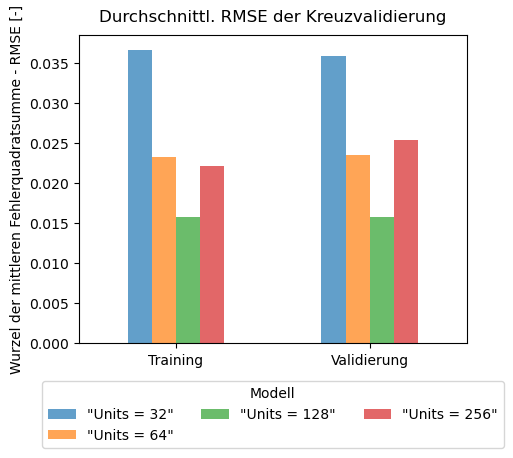 Durchschnittl. RMSE der Kreuzvalidierung
Wurzel der mittleren Fehlerquadratsumme - RMSE [-]
0.035
0.030
0.025
0.020
0.015
0.010
0.005
0.000
Training Validierung
Modell
"Units = 32" "Units = 128" "Units = 256"
"Units = 64"